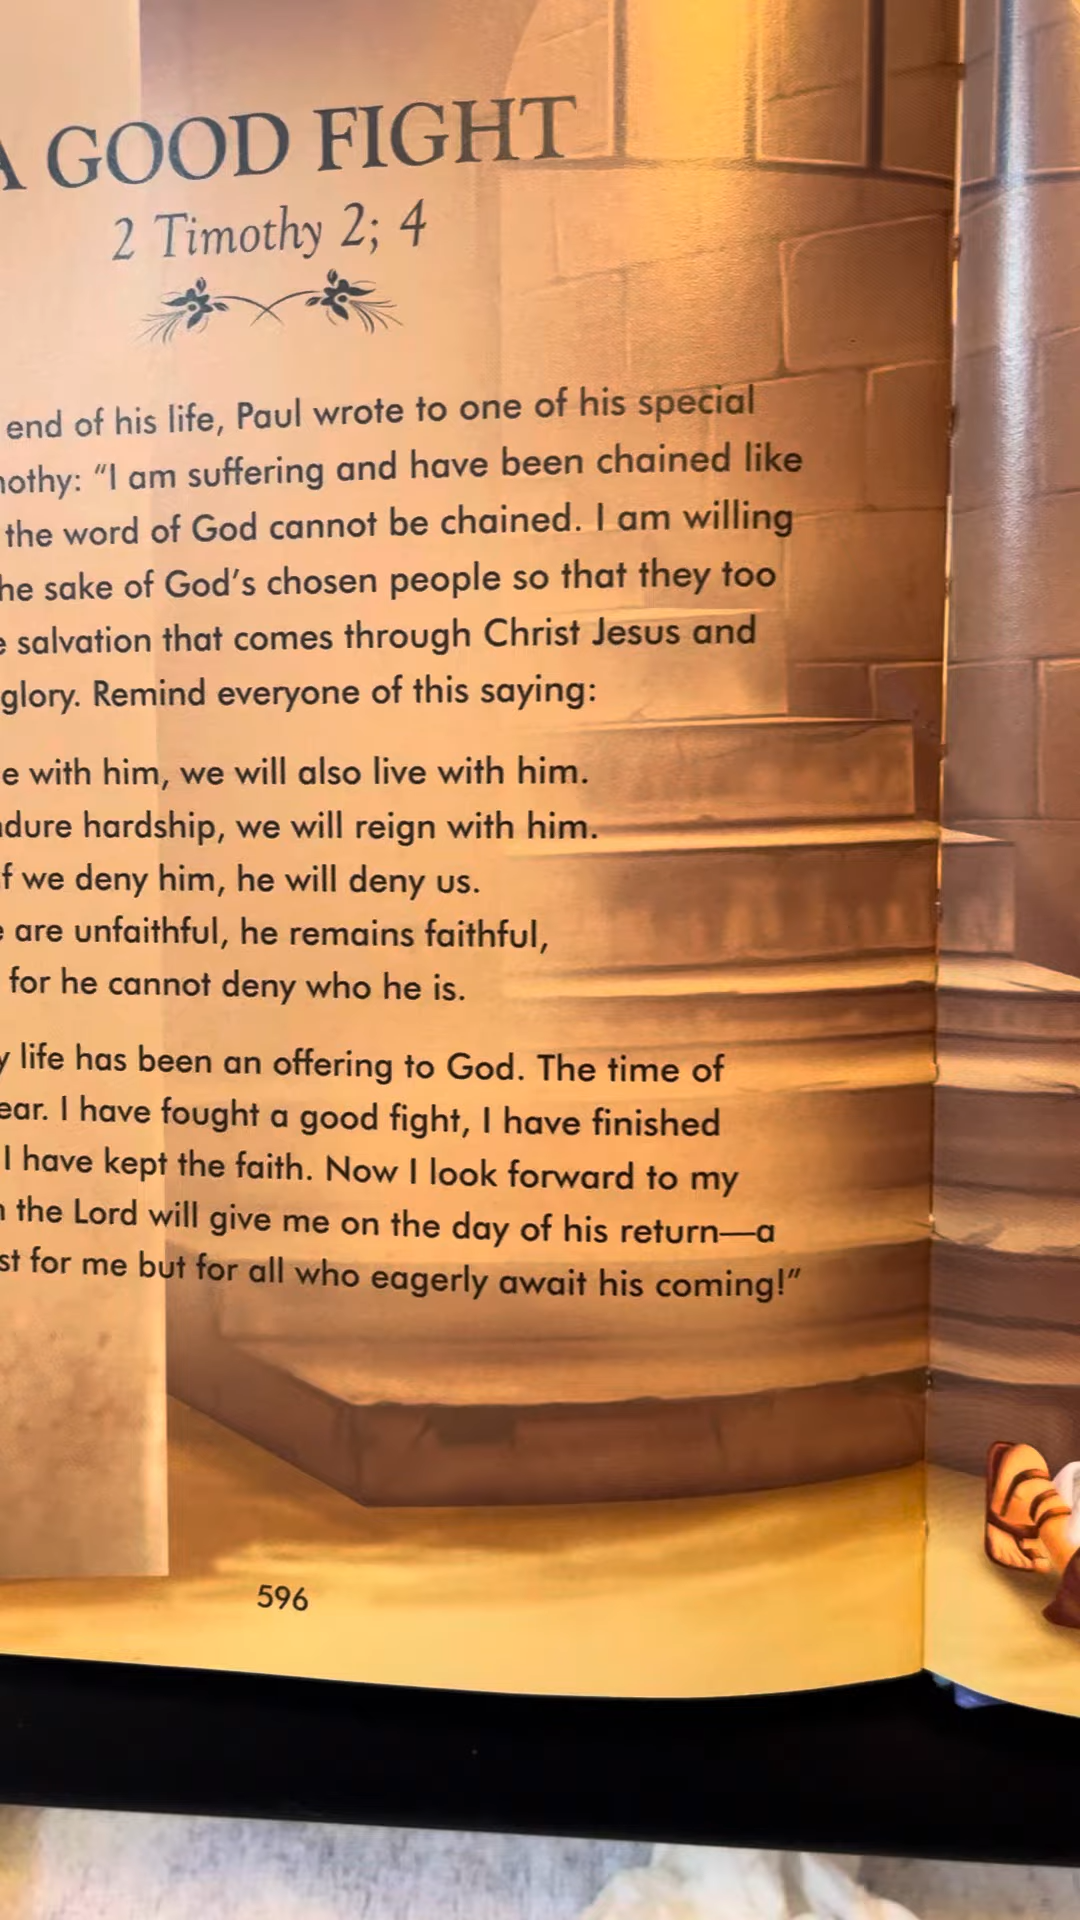 A GOOD FIGHT
2 Timothy 2; 4
end of his life, Paul wrote to one of his special
othy: “I am suffering and have been chained like
the word of God cannot be chained. I am willing
he sake of God’s chosen people so that they too
e salvation that comes through Christ Jesus and
glory. Remind everyone of this saying:
e with him, we will also live with him.
dure hardship, we will reign with him.
f we deny him, he will deny us.
e are unfaithful, he remains faithful,
for he cannot deny who he is.
y life has been an offering to God. The time of
ear. I have fought a good fight, I have finished
I have kept the faith. Now I look forward to my
the Lord will give me on the day of his return—a
st for me but for all who eagerly await his coming!”
596